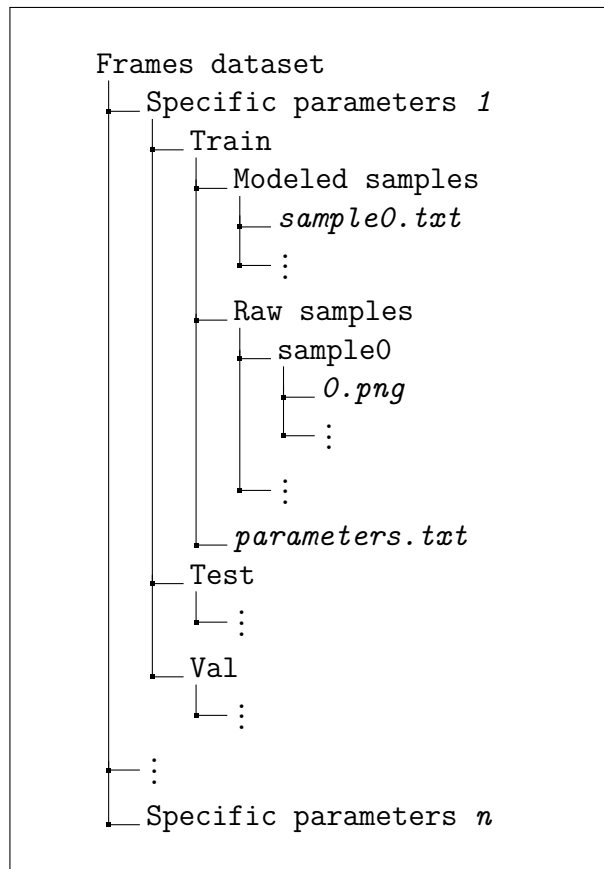 Frames dataset
Specific parameters 1
Train
Modeled samples
sample0.txt
⋮
Raw samples
sample0
0.png
⋮
⋮
parameters.txt
Test
⋮
Val
⋮
⋮
Specific parameters n